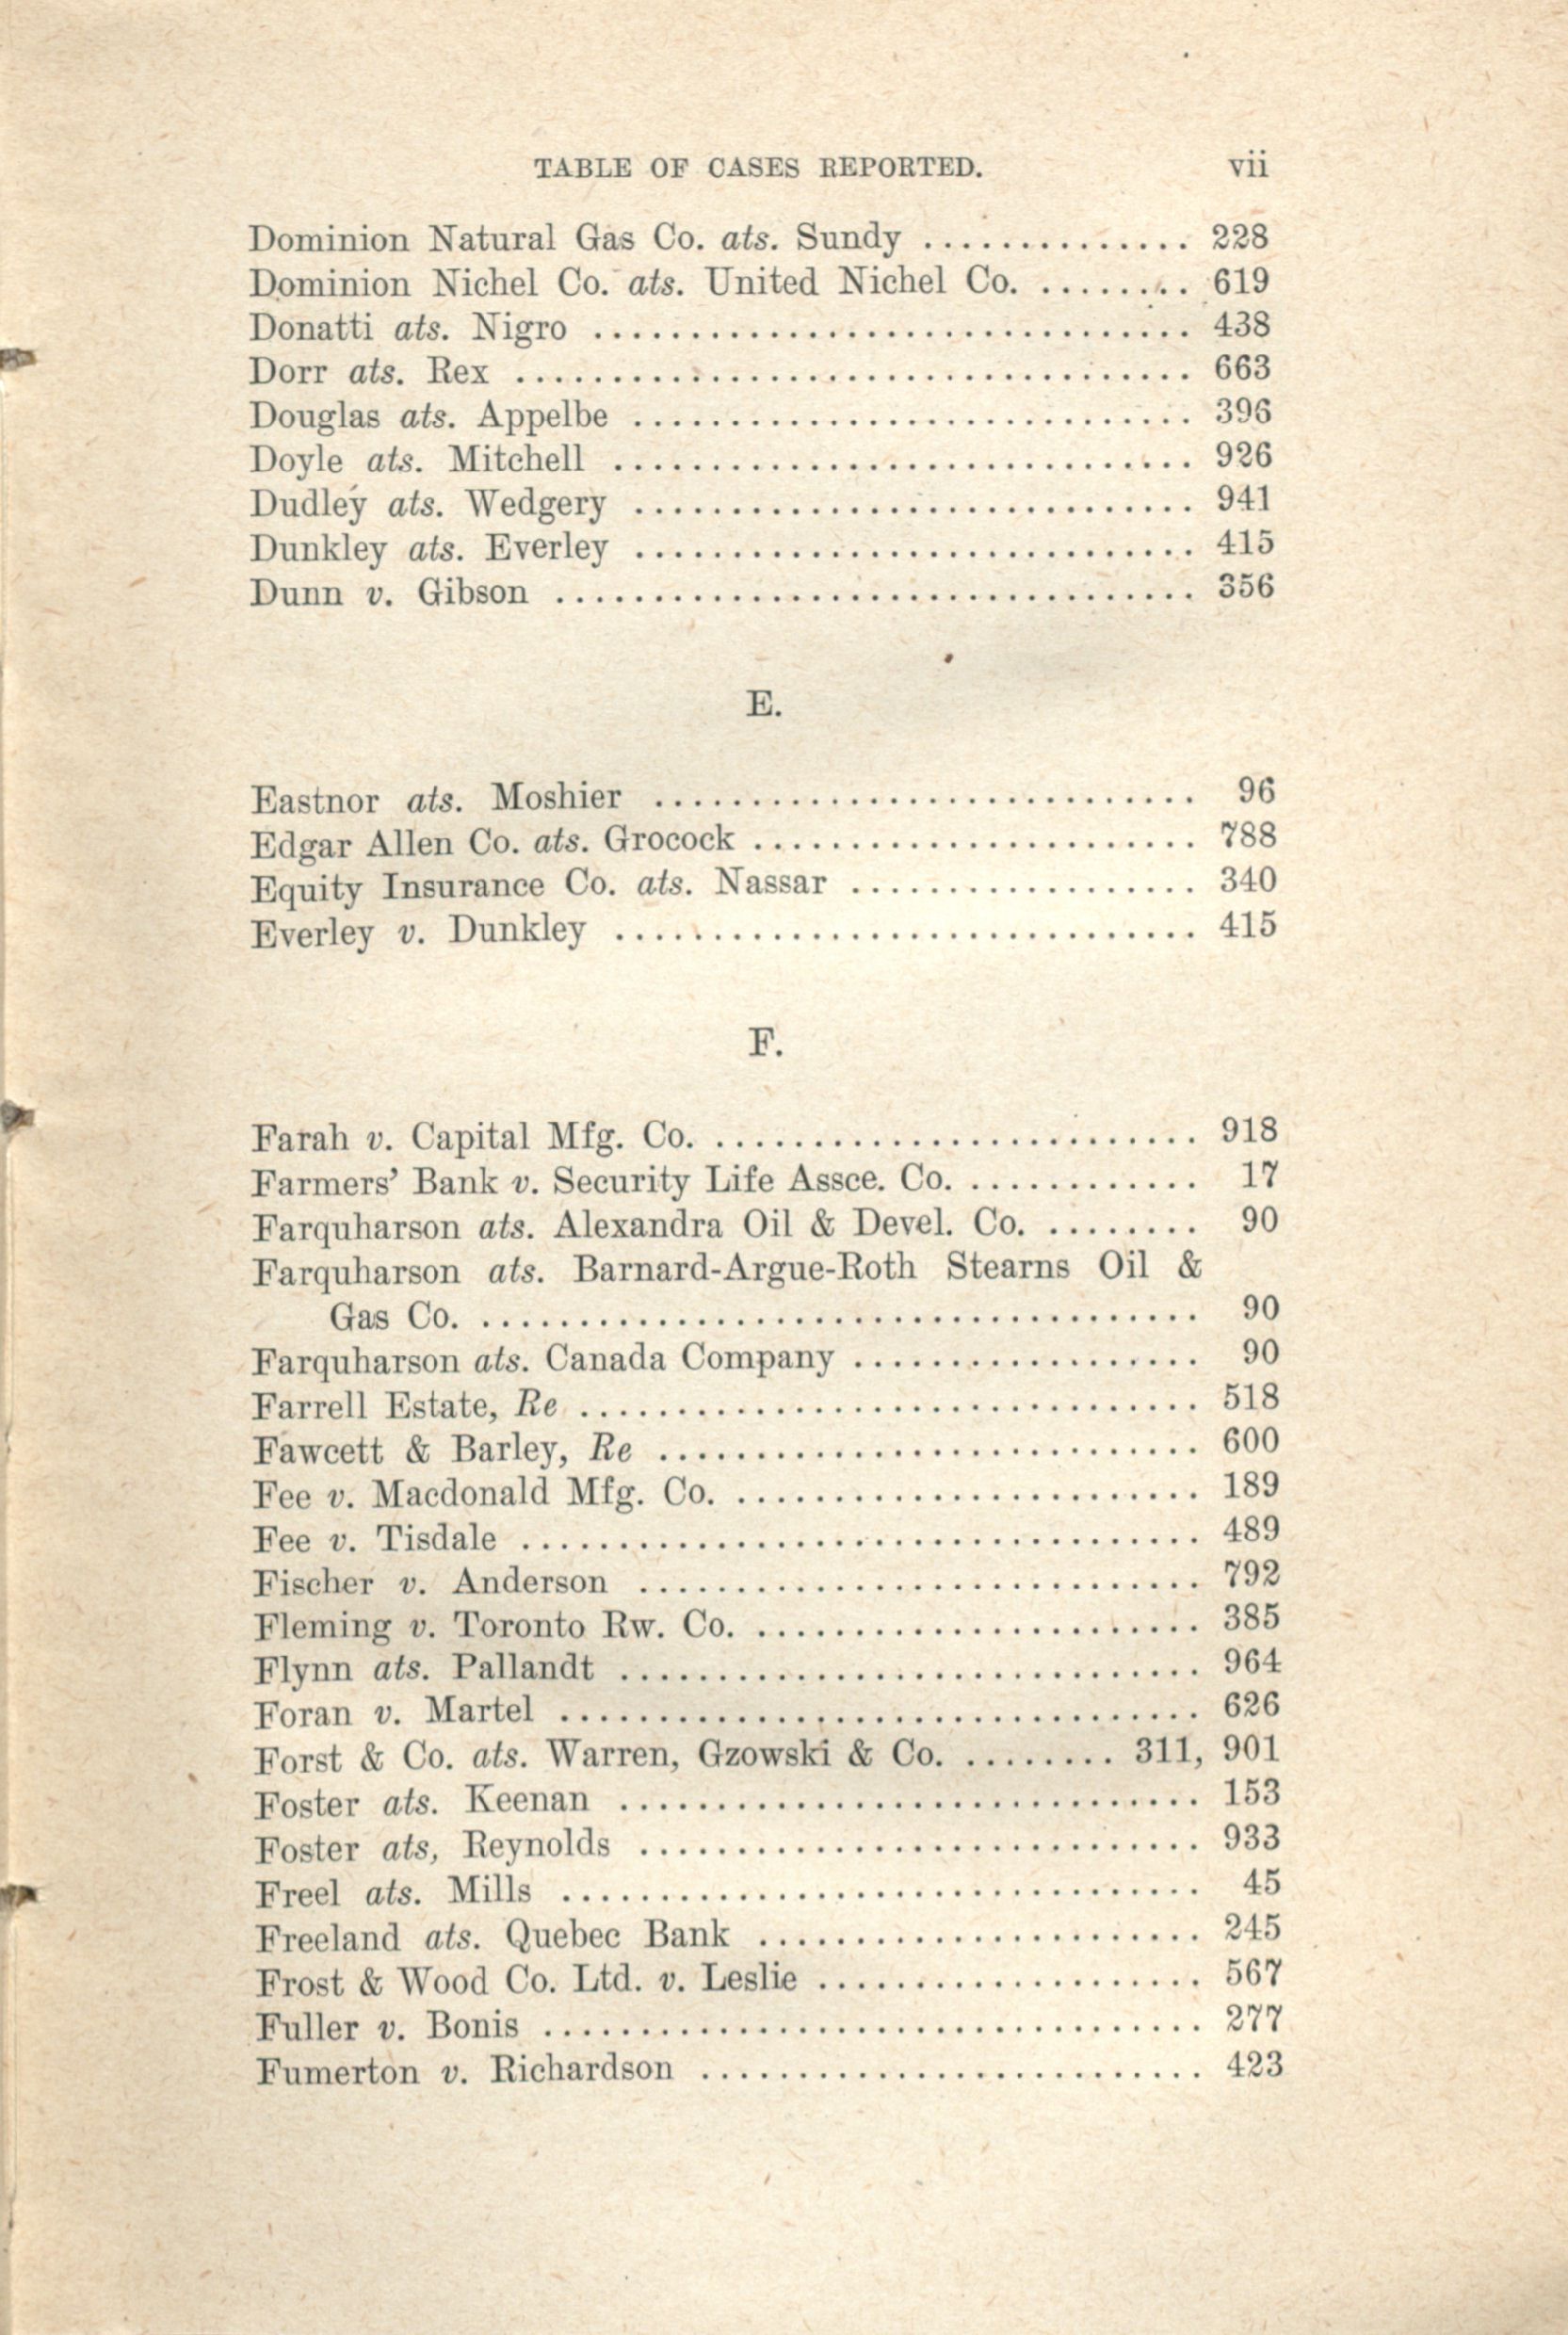 TABLE OF CASES REPORTED. vii
Dominion Natural Gas Co. ats. Sundy .............. 228
Dominion Nichel Co. ats. United Nichel Co. ........ 619
Donatti ats. Nigro .............................. 438
Dorr ats. Rex .................................. 663
Douglas ats. Appelbe ............................ 396
Doyle ats. Mitchell ............................. 926
Dudley ats. Wedgery ............................ 941
Dunkley ats. Everley ............................ 415
Dunn v. Gibson ................................ 356
E.
Eastnor ats. Moshier ............................ 96
Edgar Allen Co. ats. Grocock ....................... 788
Equity Insurance Co. ats. Nassar .................. 340
Everley v. Dunkley .............................. 415
F.
Farah v. Capital Mfg. Co. ......................... 918
Farmers' Bank v. Security Life Assce. Co. ............ 17
Farquharson ats. Alexandra Oil & Devel. Co. ........ 90
Farquharson ats. Barnard-Argue-Roth Stearns Oil &
Gas Co. ..................................... 90
Farquharson ats. Canada Company .................. 90
Farrell Estate, Re ................................ 518
Fawcett & Barley, Re ............................ 600
Fee v. Macdonald Mfg. Co. ........................ 189
Fee v. Tisdale ................................... 489
Fischer v. Anderson ............................. 792
Fleming v. Toronto Rw. Co. ....................... 385
Flynn ats. Pallandt .............................. 964
Foran v. Martel ................................. 626
Forst & Co. ats. Warren, Gzowski & Co. ........ 311, 901
Foster ats. Keenan .............................. 153
Foster ats, Reynolds ............................. 933
Freel ats. Mills ................................. 45
Freeland ats. Quebec Bank ....................... 245
Frost & Wood Co. Ltd. v. Leslie .................... 567
Fuller v. Bonis .................................. 277
Fumerton v. Richardson .......................... 423